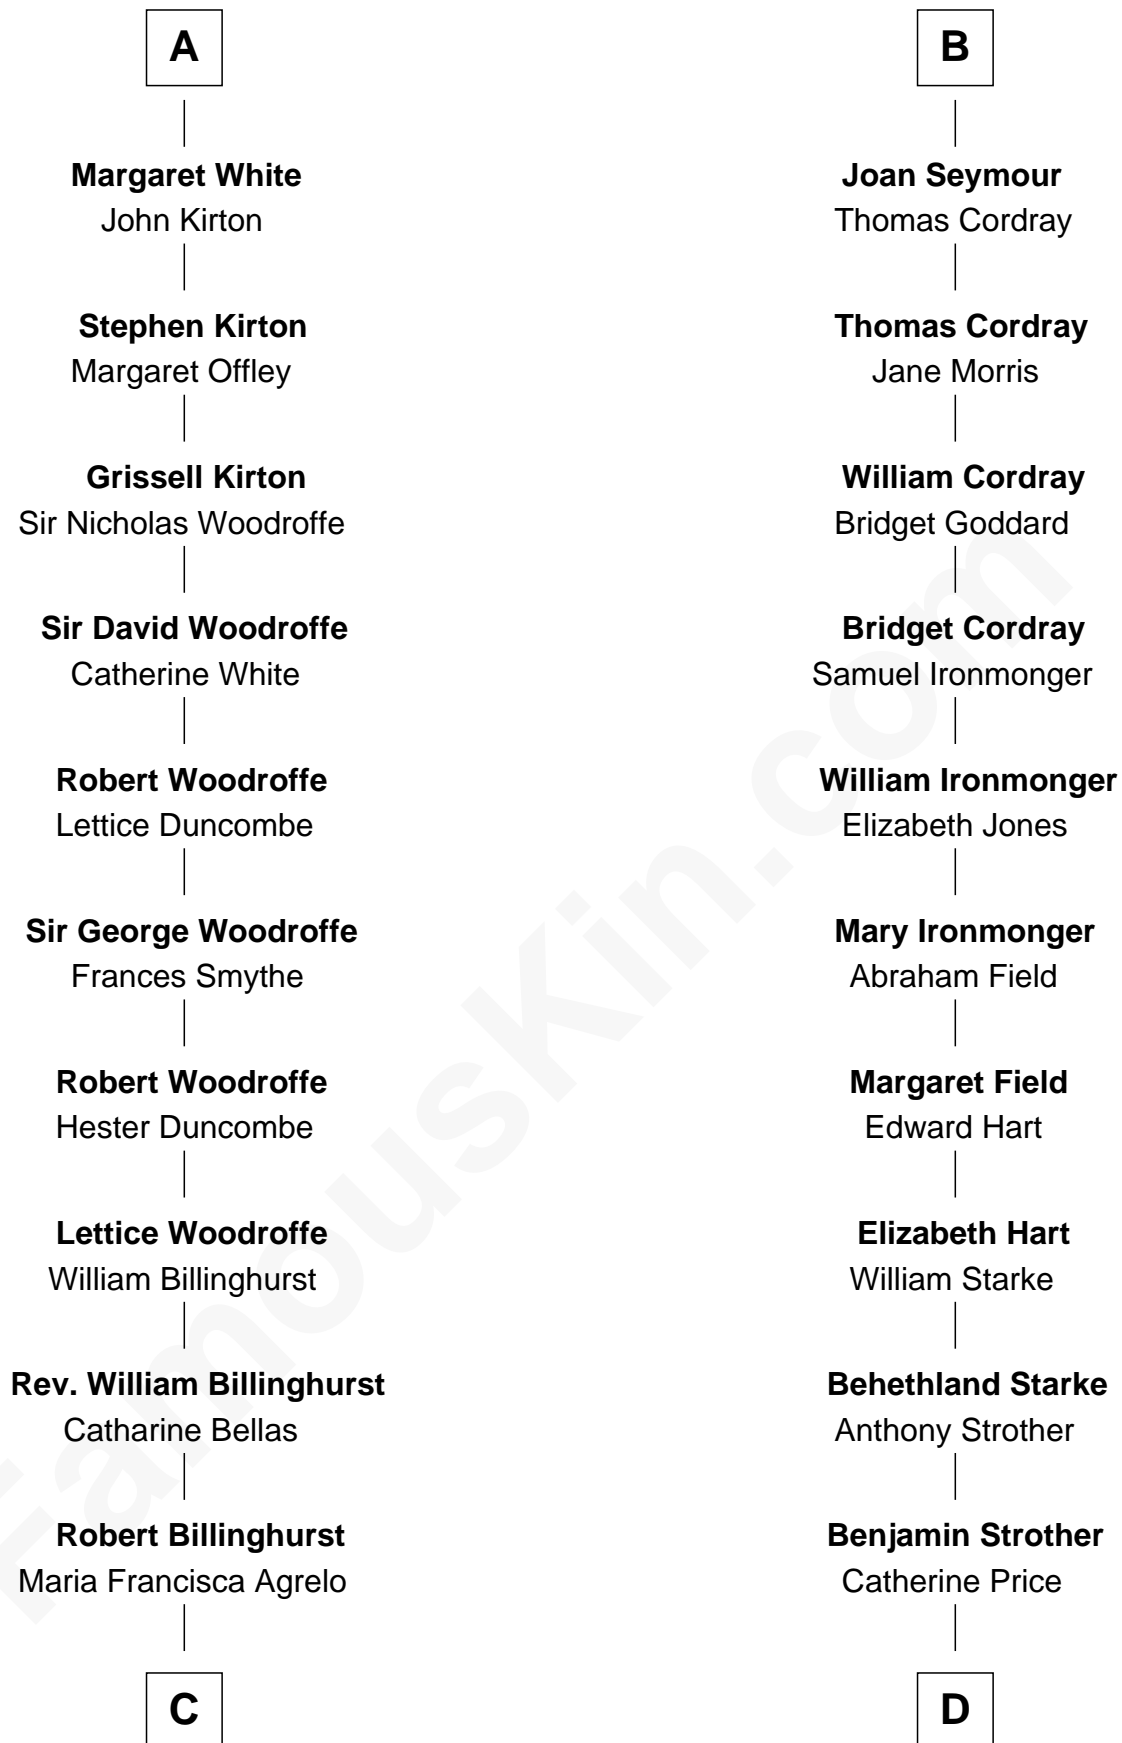 A
Margaret White
John Kirton
Stephen Kirton
Margaret Offley
Grissell Kirton
Sir Nicholas Woodroffe
Sir David Woodroffe
Catherine White
Robert Woodroffe
Lettice Duncombe
Sir George Woodroffe
Frances Smythe
Robert Woodroffe
Hester Duncombe
Lettice Woodroffe
William Billinghurst
Rev. William Billinghurst
Catharine Bellas
Robert Billinghurst
Maria Francisca Agrelo
C
B
Joan Seymour
Thomas Cordray
Thomas Cordray
Jane Morris
William Cordray
Bridget Goddard
Bridget Cordray
Samuel Ironmonger
William Ironmonger
Elizabeth Jones
Mary Ironmonger
Abraham Field
Margaret Field
Edward Hart
Elizabeth Hart
William Starke
Behethland Starke
Anthony Strother
Benjamin Strother
Catherine Price
D
FamousKin.com